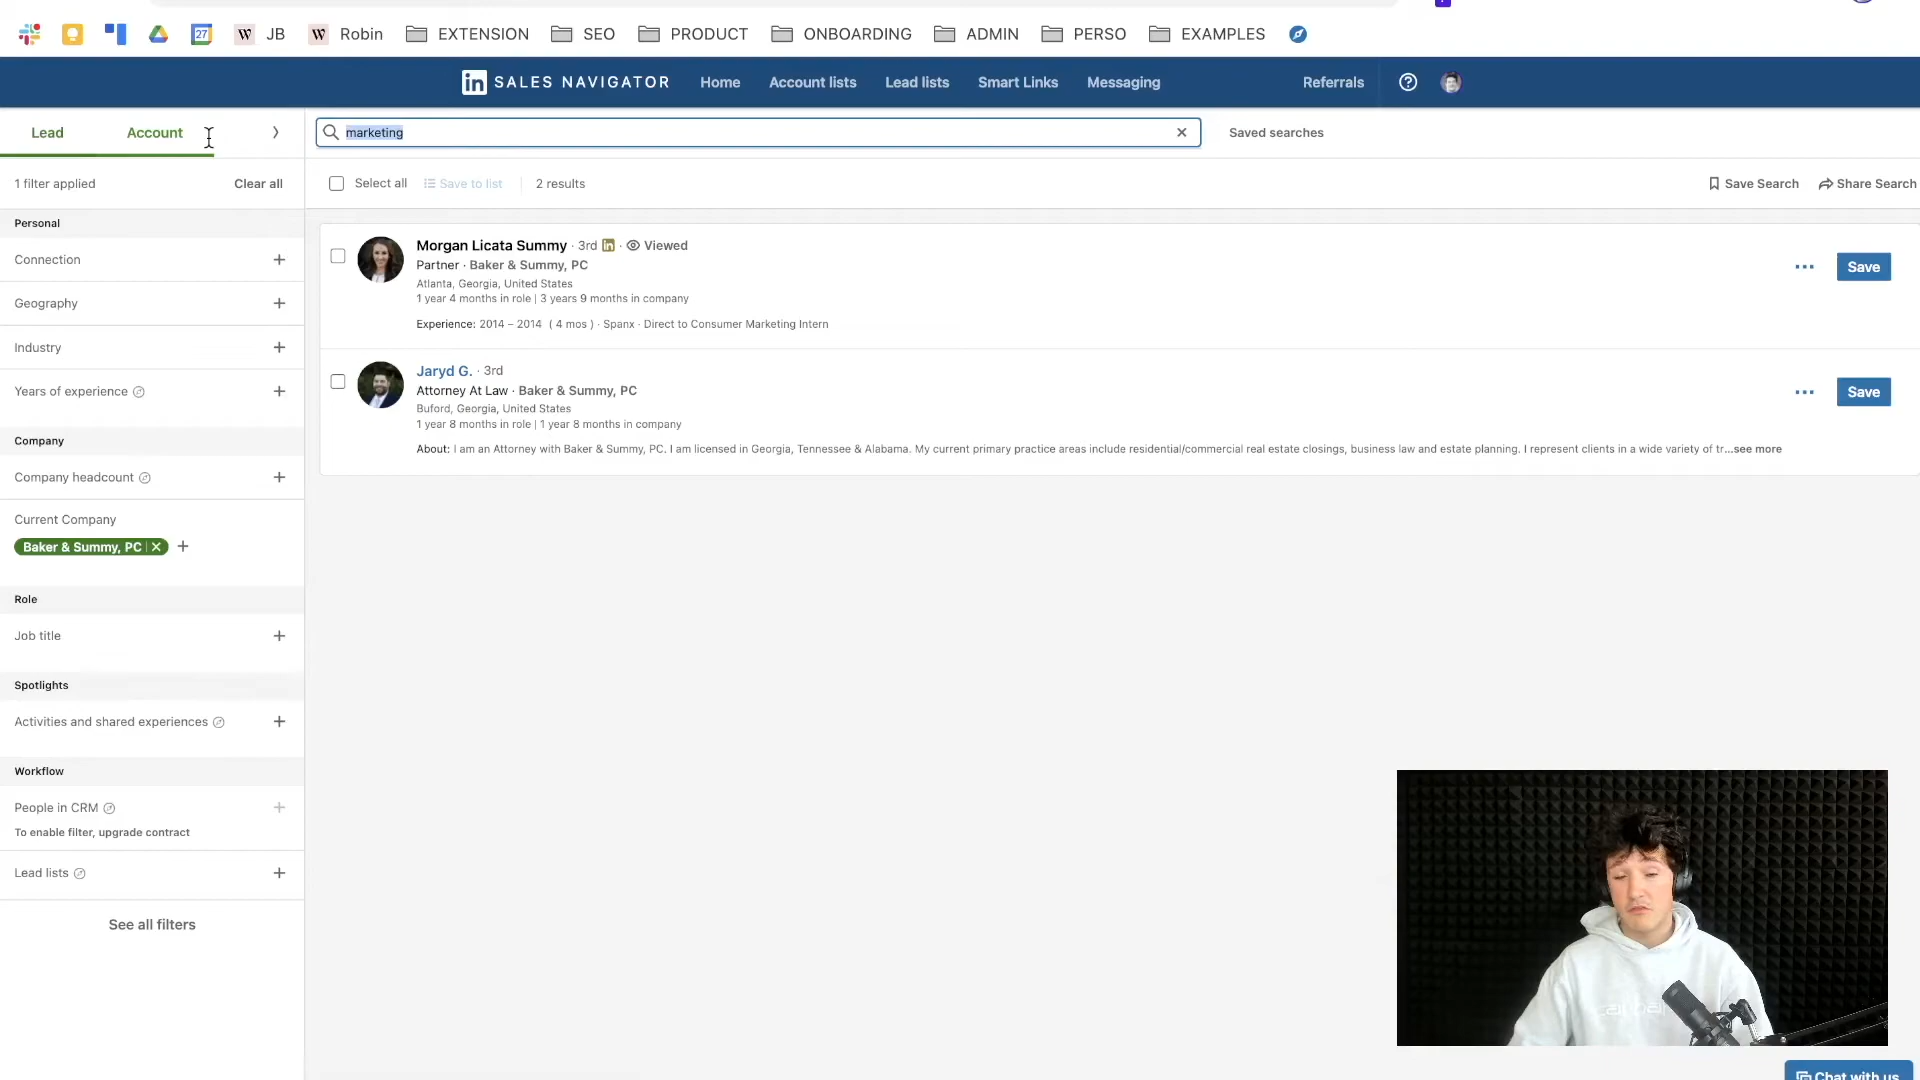 27
W JB
W Robin
EXTENSION
SEO
PRODUCT
ONBOARDING
ADMIN
PERSO
EXAMPLES
in SALES NAVIGATOR
Home
Account lists
Lead lists
Smart Links
Messaging
Referrals
Lead
Account
marketing
Saved searches
1 filter applied
Clear all
Select all
Save to list
2 results
Save Search
Share Search
Personal
Connection
Geography
Industry
Years of experience
Company
Company headcount
Current Company
Baker & Summy, PC
Role
Job title
Spotlights
Activities and shared experiences
Workflow
People in CRM
To enable filter, upgrade contract
Lead lists
See all filters
Morgan Licata Summy · 3rd in · Viewed
Partner · Baker & Summy, PC
Atlanta, Georgia, United States
1 year 4 months in role | 3 years 9 months in company
Experience: 2014 – 2014 ( 4 mos ) · Spanx · Direct to Consumer Marketing Intern
Save
Jaryd G. · 3rd
Attorney At Law · Baker & Summy, PC
Buford, Georgia, United States
1 year 8 months in role | 1 year 8 months in company
About: I am an Attorney with Baker & Summy, PC. I am licensed in Georgia, Tennessee & Alabama. My current primary practice areas include residential/commercial real estate closings, business law and estate planning. I represent clients in a wide variety of tr...see more
Save
Chat with us